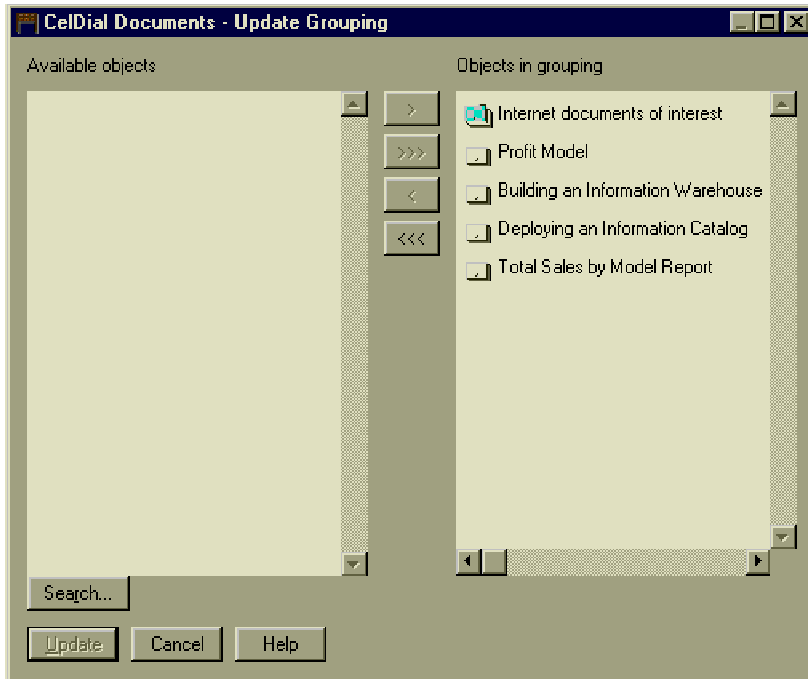 CelDial Documents - Update Grouping
Available objects
Objects in grouping
>
>>>
<
<<<
Internet documents of interest
Profit Model
Building an Information Warehouse
Deploying an Information Catalog
Total Sales by Model Report
Search...
Update
Cancel
Help